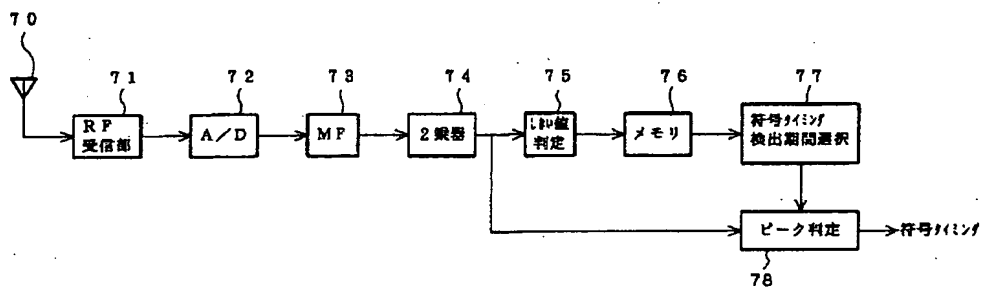 70
71
72
73
74
75
76
77
RF
受信部
A/D
MF
2乗器
しきい値
判定
メモリ
符号タイミング
検出期間選択
ピーク判定
符号タイミング
78